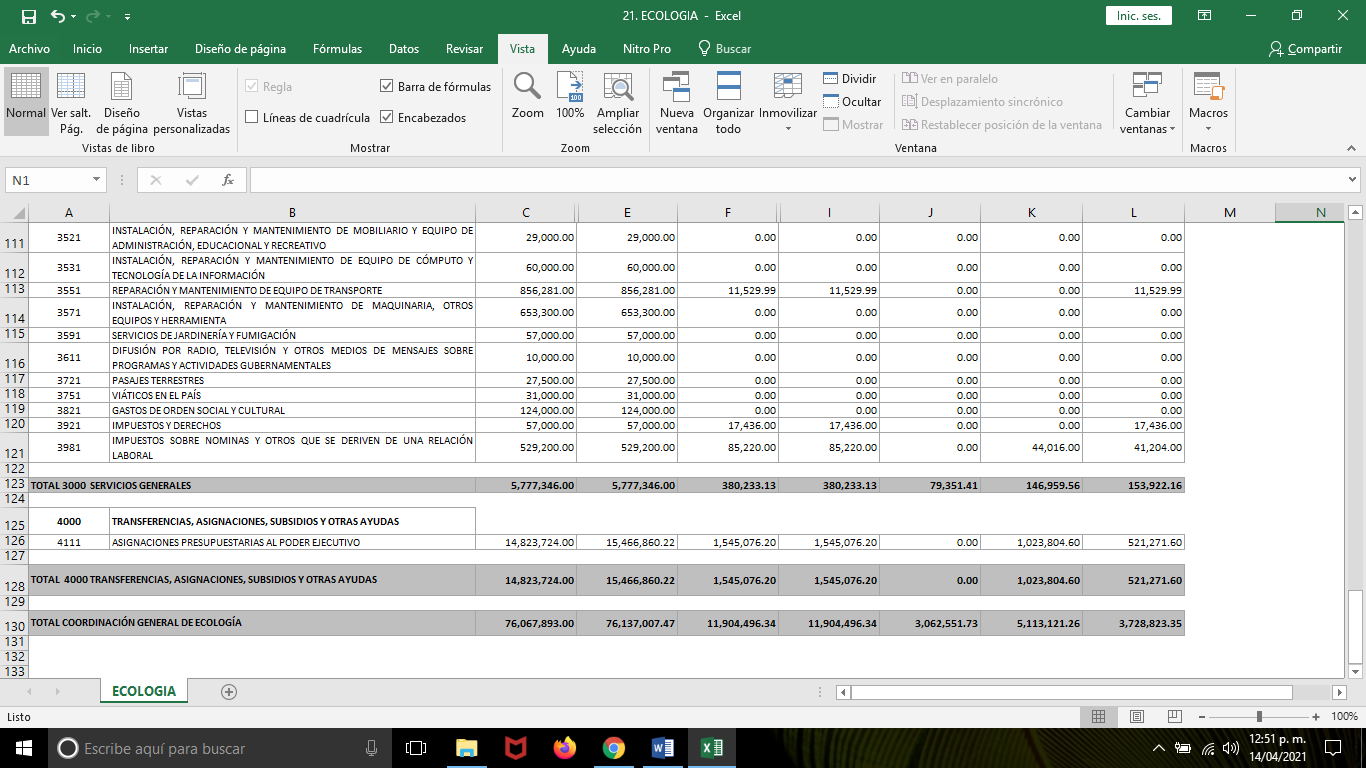 21. ECOLOGIA - Excel
Inic. ses.
Archivo Inicio Insertar Diseño de página Fórmulas Datos Revisar Vista Ayuda Nitro Pro Buscar Compartir
Normal Ver salt. Pág. Diseño de página Vistas personalizadas
Vistas de libro
Regla Barra de fórmulas
Líneas de cuadrícula Encabezados
Mostrar
Zoom 100% Ampliar selección
Zoom
Nueva ventana Organizar todo Inmovilizar
Dividir Ver en paralelo
Ocultar Desplazamiento sincrónico
Mostrar Restablecer posición de la ventana
Cambiar ventanas
Ventana
Macros
Macros
N1 fx
A B C E F I J K L M N
111 3521 INSTALACIÓN, REPARACIÓN Y MANTENIMIENTO DE MOBILIARIO Y EQUIPO DE
ADMINISTRACIÓN, EDUCACIONAL Y RECREATIVO 29,000.00 29,000.00 0.00 0.00 0.00 0.00 0.00
112 3531 INSTALACIÓN, REPARACIÓN Y MANTENIMIENTO DE EQUIPO DE CÓMPUTO Y
TECNOLOGÍA DE LA INFORMACIÓN 60,000.00 60,000.00 0.00 0.00 0.00 0.00 0.00
113 3551 REPARACIÓN Y MANTENIMIENTO DE EQUIPO DE TRANSPORTE 856,281.00 856,281.00 11,529.99 11,529.99 0.00 0.00 11,529.99
114 3571 INSTALACIÓN, REPARACIÓN Y MANTENIMIENTO DE MAQUINARIA, OTROS
EQUIPOS Y HERRAMIENTA 653,300.00 653,300.00 0.00 0.00 0.00 0.00 0.00
115 3591 SERVICIOS DE JARDINERÍA Y FUMIGACIÓN 57,000.00 57,000.00 0.00 0.00 0.00 0.00 0.00
116 3611 DIFUSIÓN POR RADIO, TELEVISIÓN Y OTROS MEDIOS DE MENSAJES SOBRE
PROGRAMAS Y ACTIVIDADES GUBERNAMENTALES 10,000.00 10,000.00 0.00 0.00 0.00 0.00 0.00
117 3721 PASAJES TERRESTRES 27,500.00 27,500.00 0.00 0.00 0.00 0.00 0.00
118 3751 VIÁTICOS EN EL PAÍS 31,000.00 31,000.00 0.00 0.00 0.00 0.00 0.00
119 3821 GASTOS DE ORDEN SOCIAL Y CULTURAL 124,000.00 124,000.00 0.00 0.00 0.00 0.00 0.00
120 3921 IMPUESTOS Y DERECHOS 57,000.00 57,000.00 17,436.00 17,436.00 0.00 0.00 17,436.00
121 3981 IMPUESTOS SOBRE NOMINAS Y OTROS QUE SE DERIVEN DE UNA RELACIÓN
LABORAL 529,200.00 529,200.00 85,220.00 85,220.00 0.00 44,016.00 41,204.00
122
123 TOTAL 3000 SERVICIOS GENERALES 5,777,346.00 5,777,346.00 380,233.13 380,233.13 79,351.41 146,959.56 153,922.16
124
125 4000 TRANSFERENCIAS, ASIGNACIONES, SUBSIDIOS Y OTRAS AYUDAS
126 4111 ASIGNACIONES PRESUPUESTARIAS AL PODER EJECUTIVO 14,823,724.00 15,466,860.22 1,545,076.20 1,545,076.20 0.00 1,023,804.60 521,271.60
127
128 TOTAL 4000 TRANSFERENCIAS, ASIGNACIONES, SUBSIDIOS Y OTRAS AYUDAS 14,823,724.00 15,466,860.22 1,545,076.20 1,545,076.20 0.00 1,023,804.60 521,271.60
129
130 TOTAL COORDINACIÓN GENERAL DE ECOLOGÍA 76,067,893.00 76,137,007.47 11,904,496.34 11,904,496.34 3,062,551.73 5,113,121.26 3,728,823.35
131
132
133
ECOLOGIA
Listo 100%
Escribe aquí para buscar
12:51 p. m.
14/04/2021